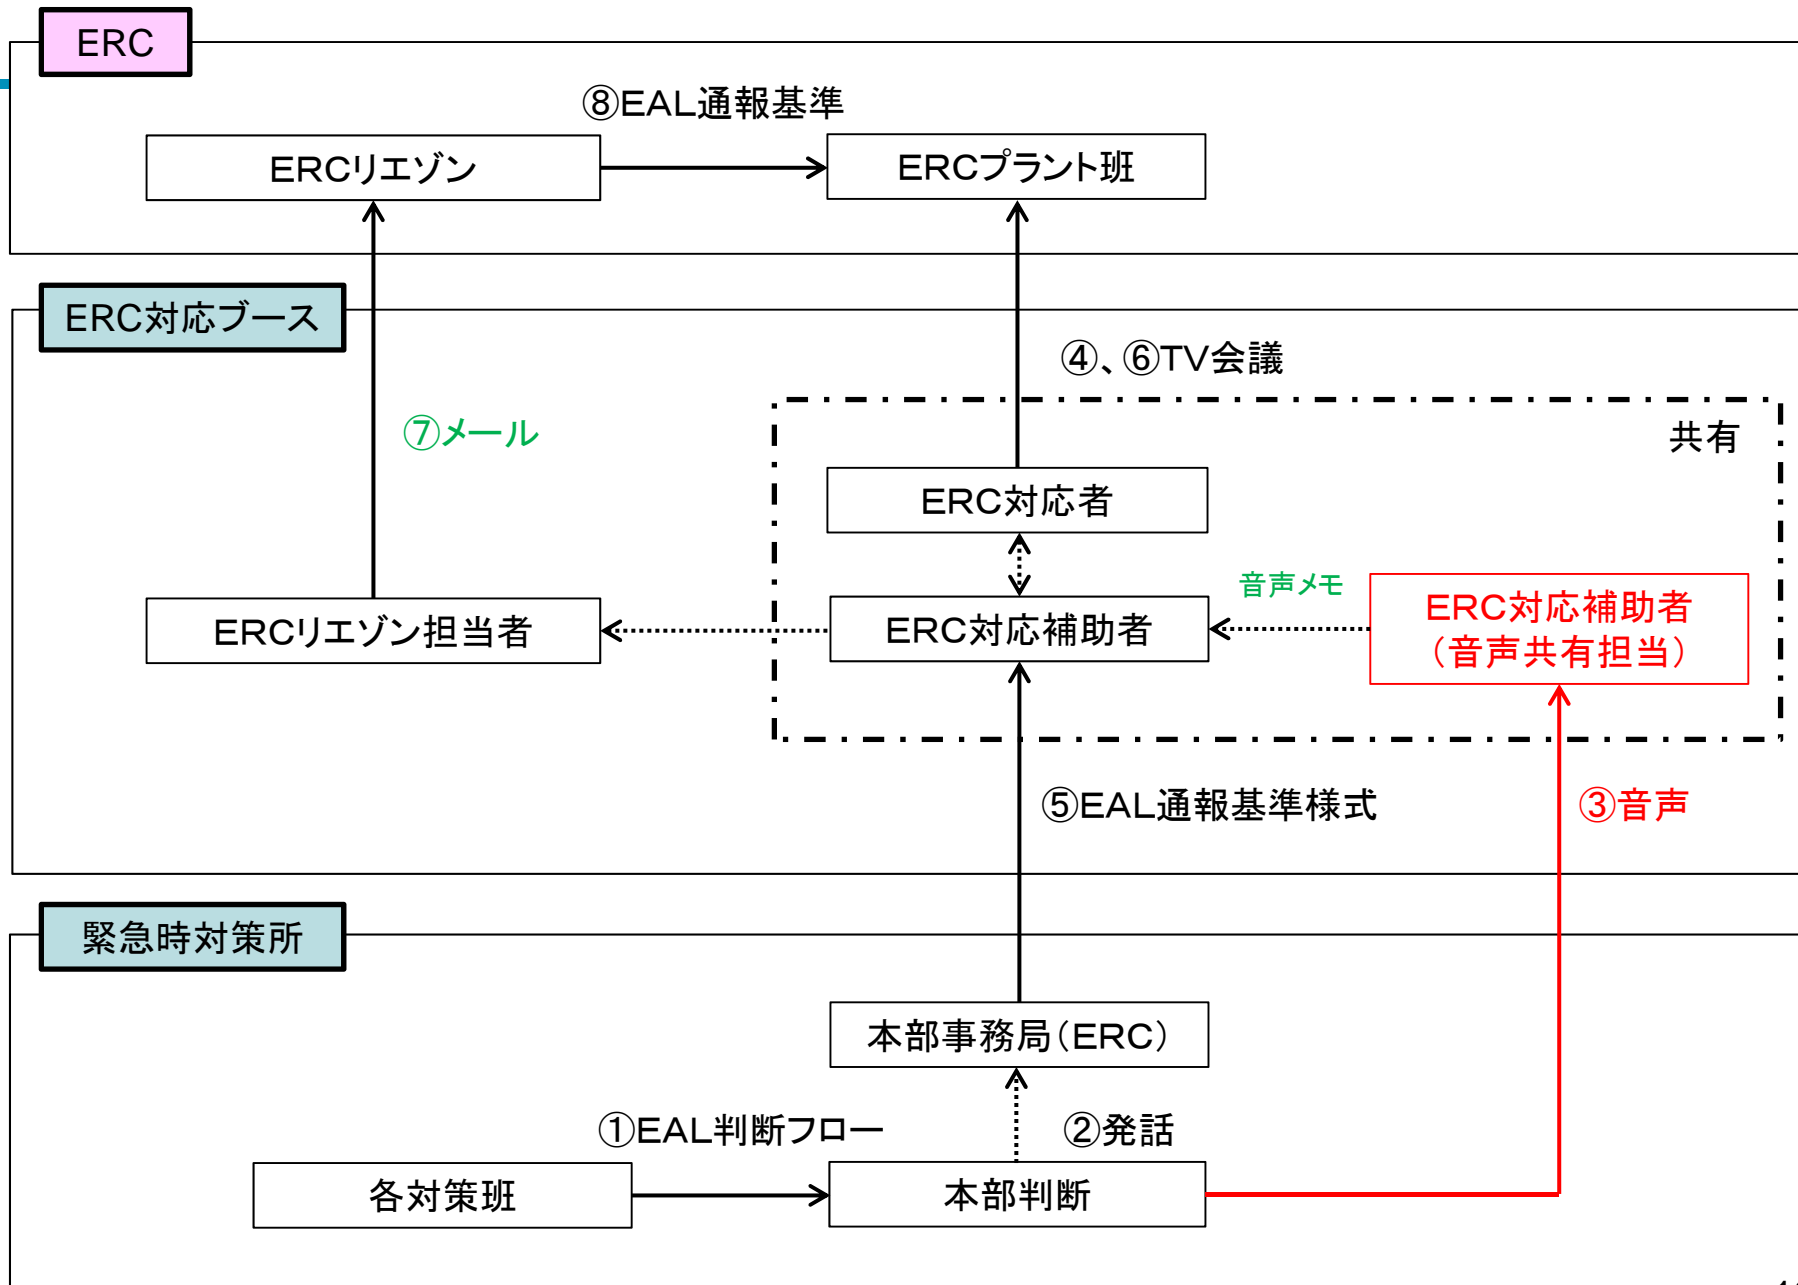 ERC
⑧EAL通報基準
ERCリエゾン
ERCプラント班
ERC対応ブース
④、⑥TV会議
⑦メール
共有
ERC対応者
音声メモ
ERC対応補助者
（音声共有担当）
ERCリエゾン担当者
ERC対応補助者
⑤EAL通報基準様式
③音声
緊急時対策所
本部事務局（ERC）
①EAL判断フロー
②発話
各対策班
本部判断